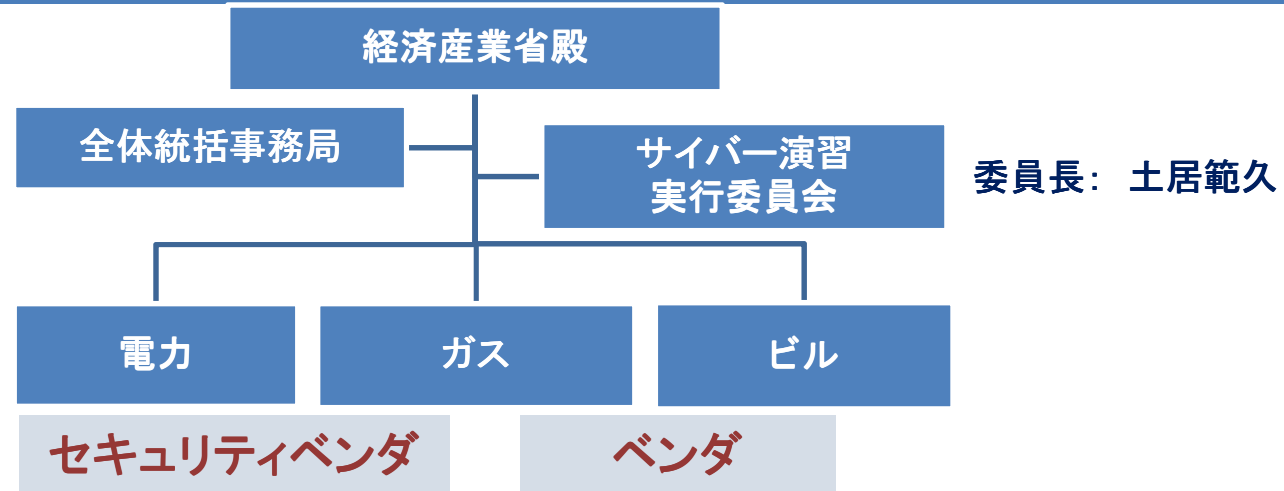 経済産業省殿
全体統括事務局
サイバー演習
実行委員会
委員長： 土居範久
電力
ガス
ビル
セキュリティベンダ
ベンダ